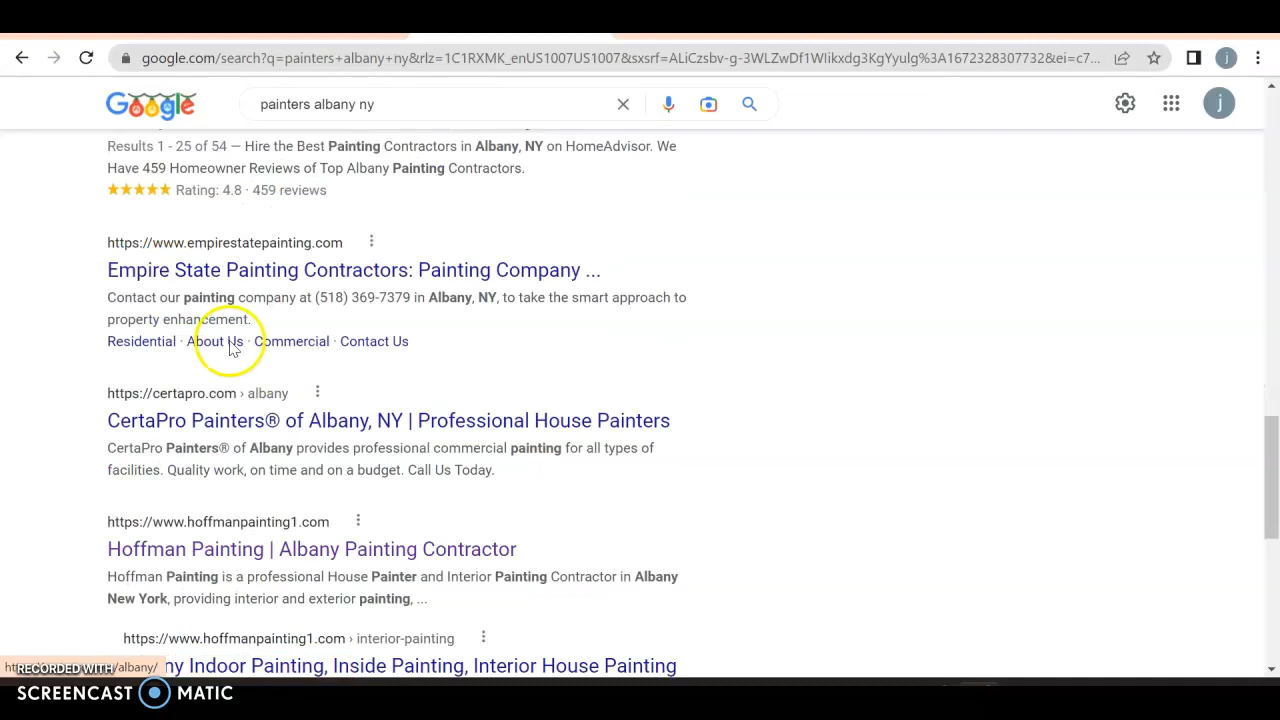 google.com/search?q=painters+albany+ny&rlz=1C1RXMK_enUS1007US1007&sxsrf=ALiCzsbv-g-3WLZwDf1Wlikxdg3KgYyulg%3A1672328307732&ei=c7...
j
Google
painters albany ny
j
Results 1 - 25 of 54 — Hire the Best Painting Contractors in Albany, NY on HomeAdvisor. We
Have 459 Homeowner Reviews of Top Albany Painting Contractors.
Rating: 4.8 · 459 reviews
https://www.empirestatepainting.com
Empire State Painting Contractors: Painting Company ...
Contact our painting company at (518) 369-7379 in Albany, NY, to take the smart approach to
property enhancement.
Residential · About Us · Commercial · Contact Us
https://certapro.com › albany
CertaPro Painters® of Albany, NY | Professional House Painters
CertaPro Painters® of Albany provides professional commercial painting for all types of
facilities. Quality work, on time and on a budget. Call Us Today.
https://www.hoffmanpainting1.com
Hoffman Painting | Albany Painting Contractor
Hoffman Painting is a professional House Painter and Interior Painting Contractor in Albany
New York, providing interior and exterior painting, ...
https://www.hoffmanpainting1.com › interior-painting
ny Indoor Painting, Inside Painting, Interior House Painting
/albany/
RECORDED WITH
SCREENCAST MATIC